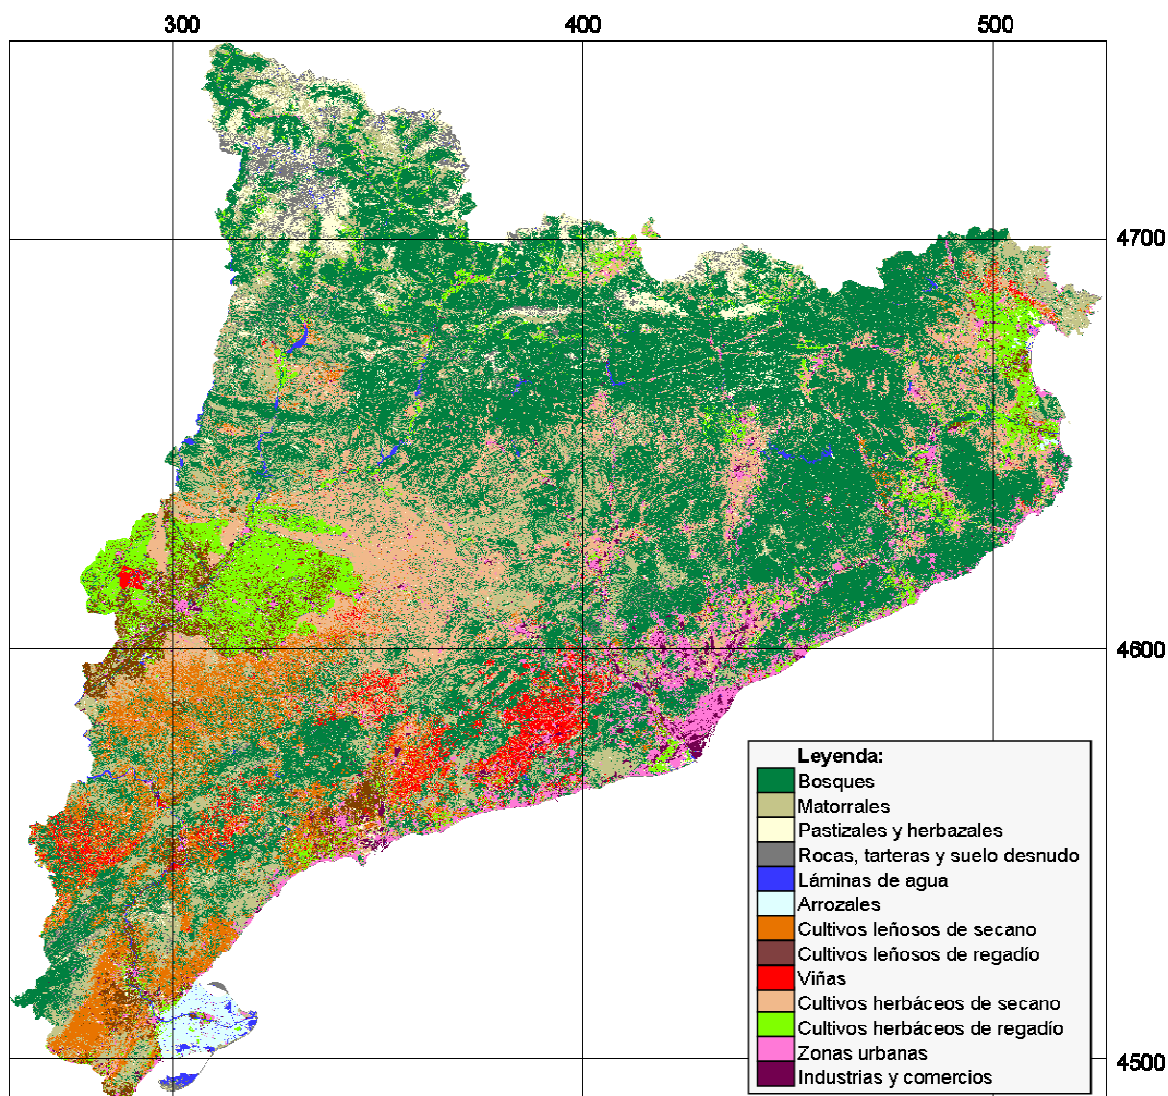 300 400 500
4700
4600
Leyenda:
Bosques
Matorrales
Pastizales y herbazales
Rocas, tarteras y suelo desnudo
Láminas de agua
Arrozales
Cultivos leñosos de secano
Cultivos leñosos de regadío
Viñas
Cultivos herbáceos de secano
Cultivos herbáceos de regadío
Zonas urbanas
4500
Industrias y comercios